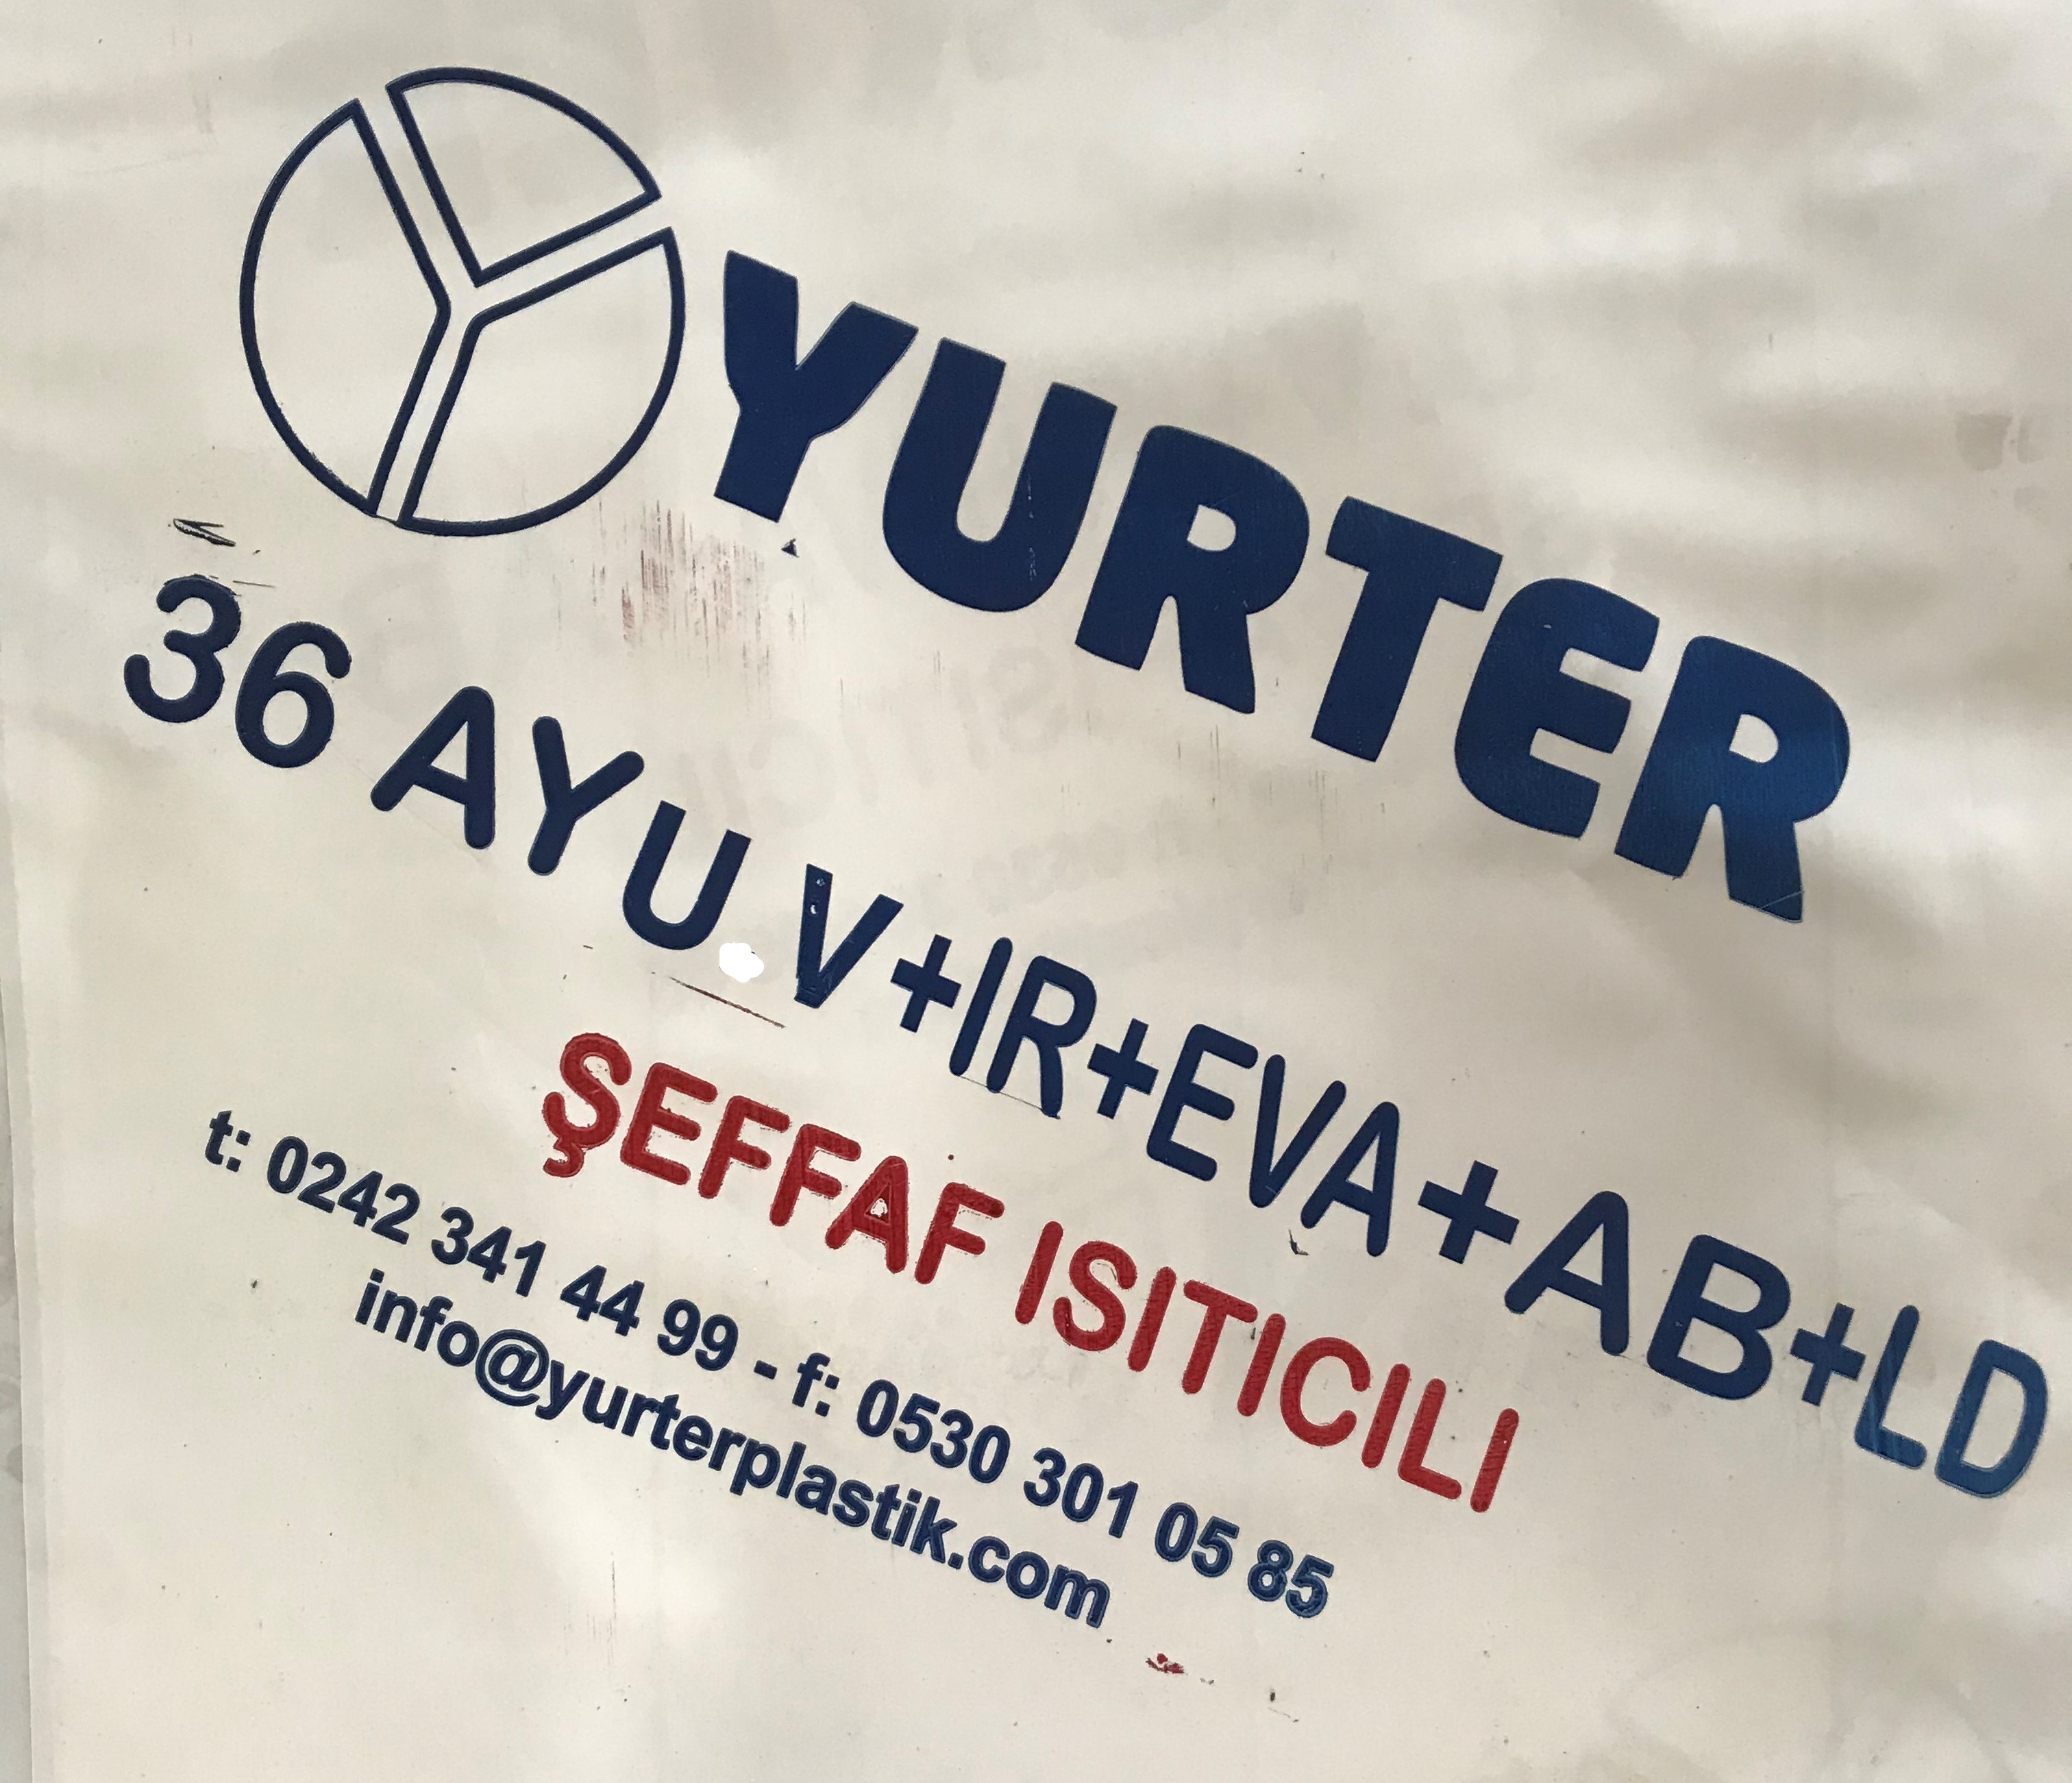 YURTER
36 AY U.V+IR+EVA+AB+LD
ŞEFFAF ISITICILI
t: 0242 341 44 99 - f: 0530 301 05 85
info@yurterplastik.com